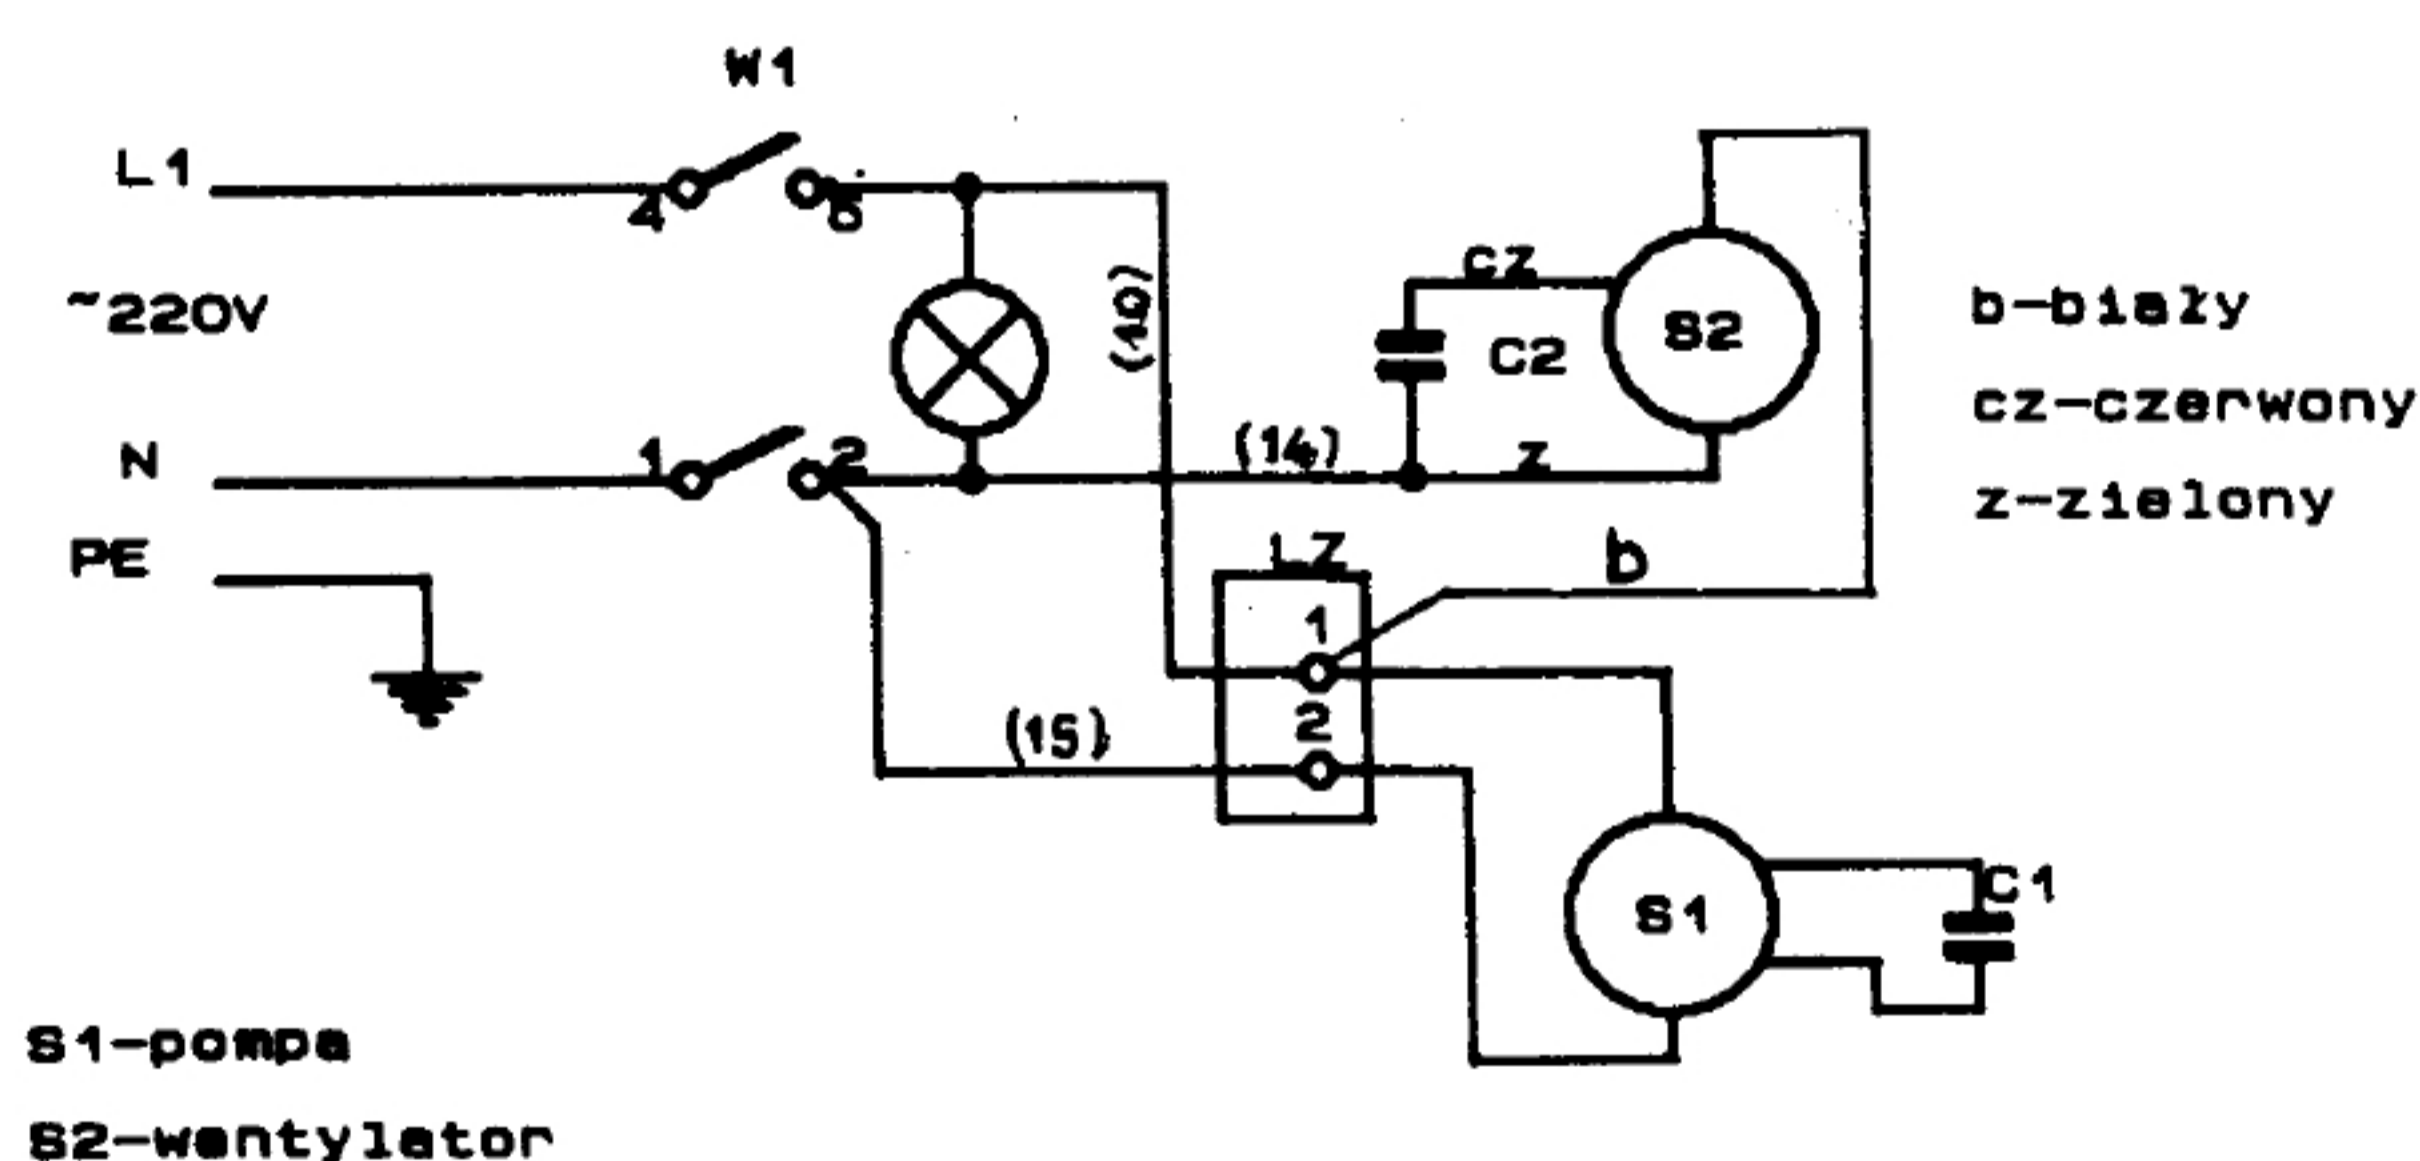 W1
L1
4
5
~220V
(19)
cz
C2
S2
b-biały
cz-czerwony
z-zielony
N
1
2
(14)
z
PE
LZ
b
1
2
(15)
S1
C1
S1-pompa
S2-wentylator